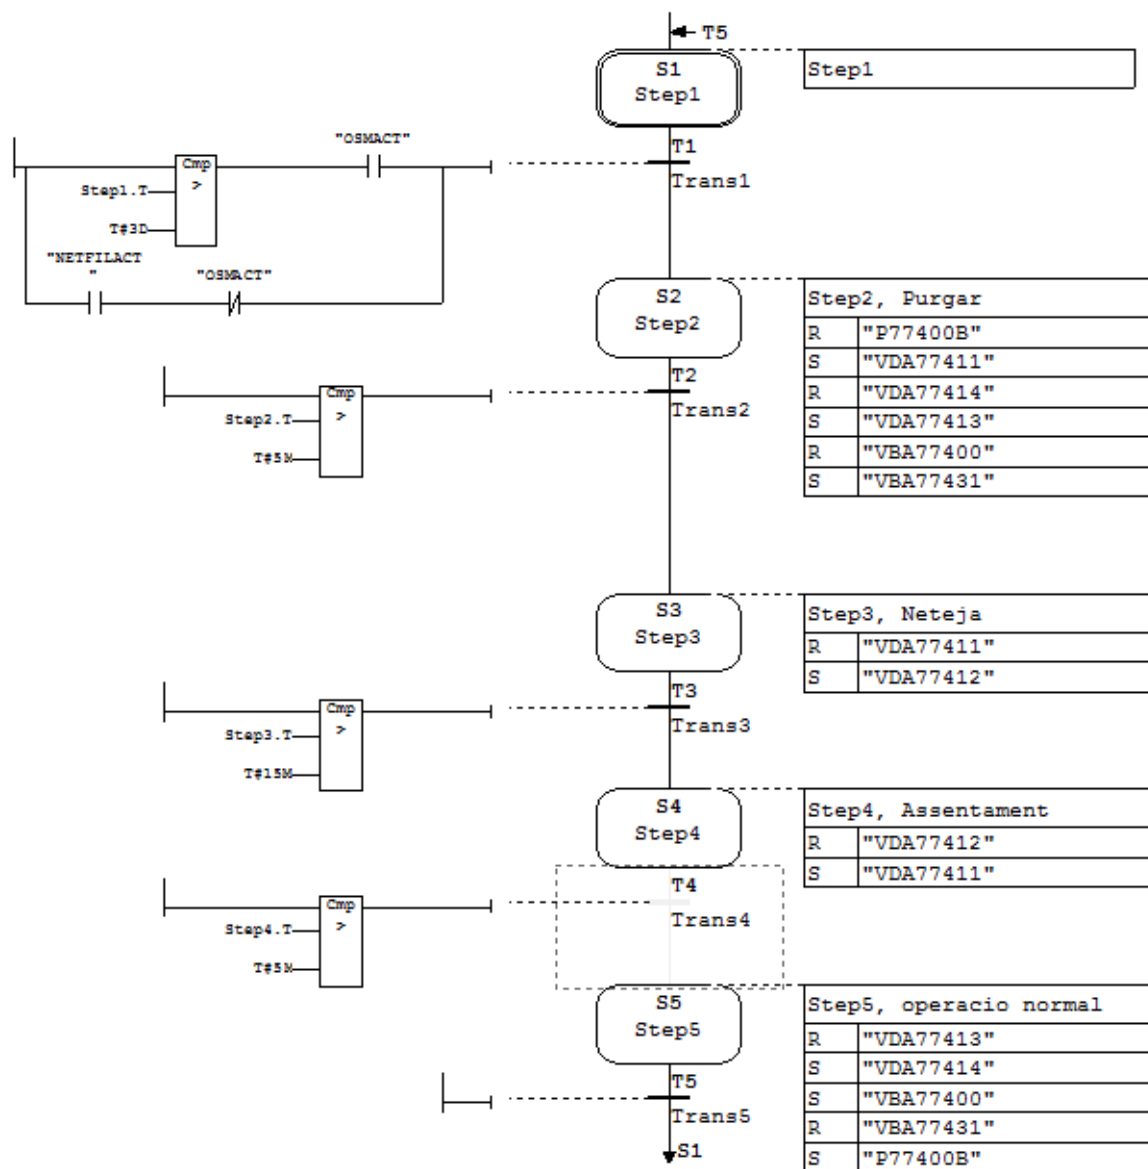 T5
S1
Step1
Step1
"OSMACT"
Cmp
>
Step1.T
T#3D
T1
Trans1
"NETFILACT
"
"OSMACT"
S2
Step2
Step2, Purgar
R "P77400B"
S "VDA77411"
R "VDA77414"
S "VDA77413"
R "VBA77400"
S "VBA77431"
Cmp
>
Step2.T
T#5M
T2
Trans2
S3
Step3
Step3, Neteja
R "VDA77411"
S "VDA77412"
Cmp
>
Step3.T
T#15M
T3
Trans3
S4
Step4
Step4, Assentament
R "VDA77412"
S "VDA77411"
Cmp
>
Step4.T
T#5M
T4
Trans4
S5
Step5
Step5, operacio normal
R "VDA77413"
S "VDA77414"
S "VBA77400"
R "VBA77431"
S "P77400B"
T5
Trans5
S1